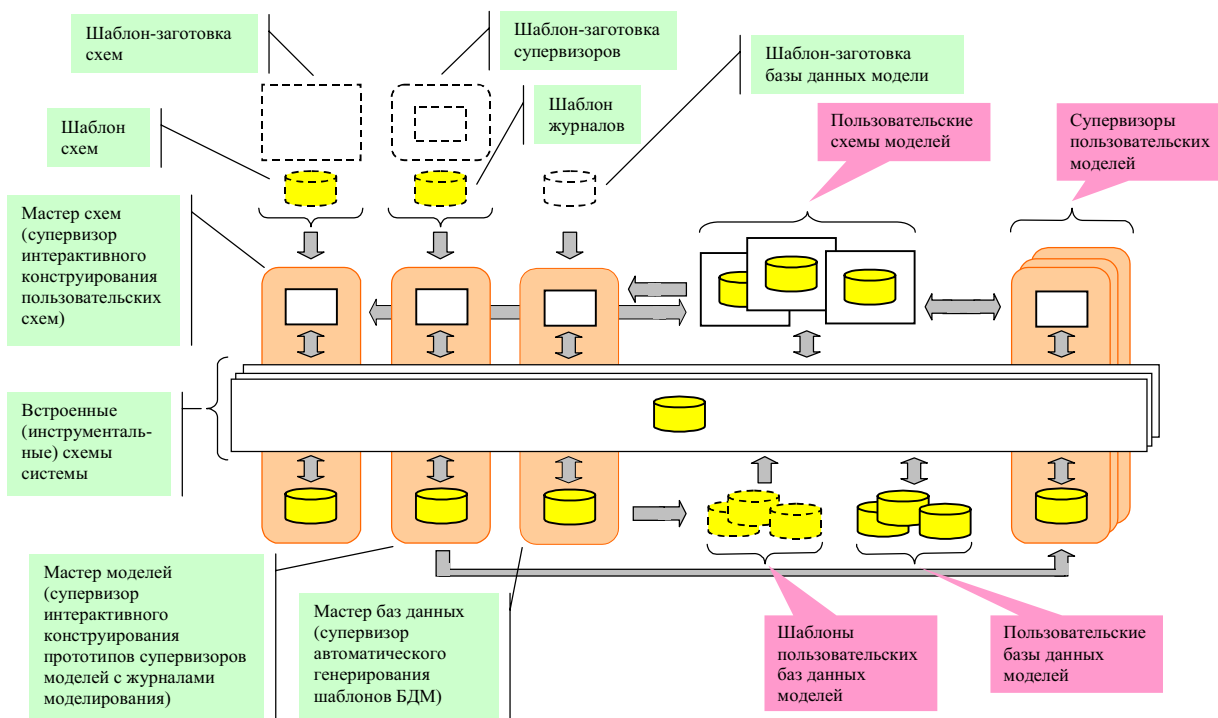 Шаблон-заготовка
схем
Шаблон-заготовка
супервизоров
Шаблон-заготовка
базы данных модели
Шаблон
схем
Шаблон
журналов
Пользовательские
схемы моделей
Супервизоры
пользовательских
моделей
Мастер схем
(супервизор
интерактивного
конструирования
пользовательских
схем)
Встроенные
(инструменталь-
ные) схемы
системы
Мастер моделей
(супервизор
интерактивного
конструирования
прототипов супервизоров
моделей с журналами
моделирования)
Мастер баз данных
(супервизор
автоматического
генерирования
шаблонов БДМ)
Шаблоны
пользовательских
баз данных
моделей
Пользовательские
базы данных
моделей